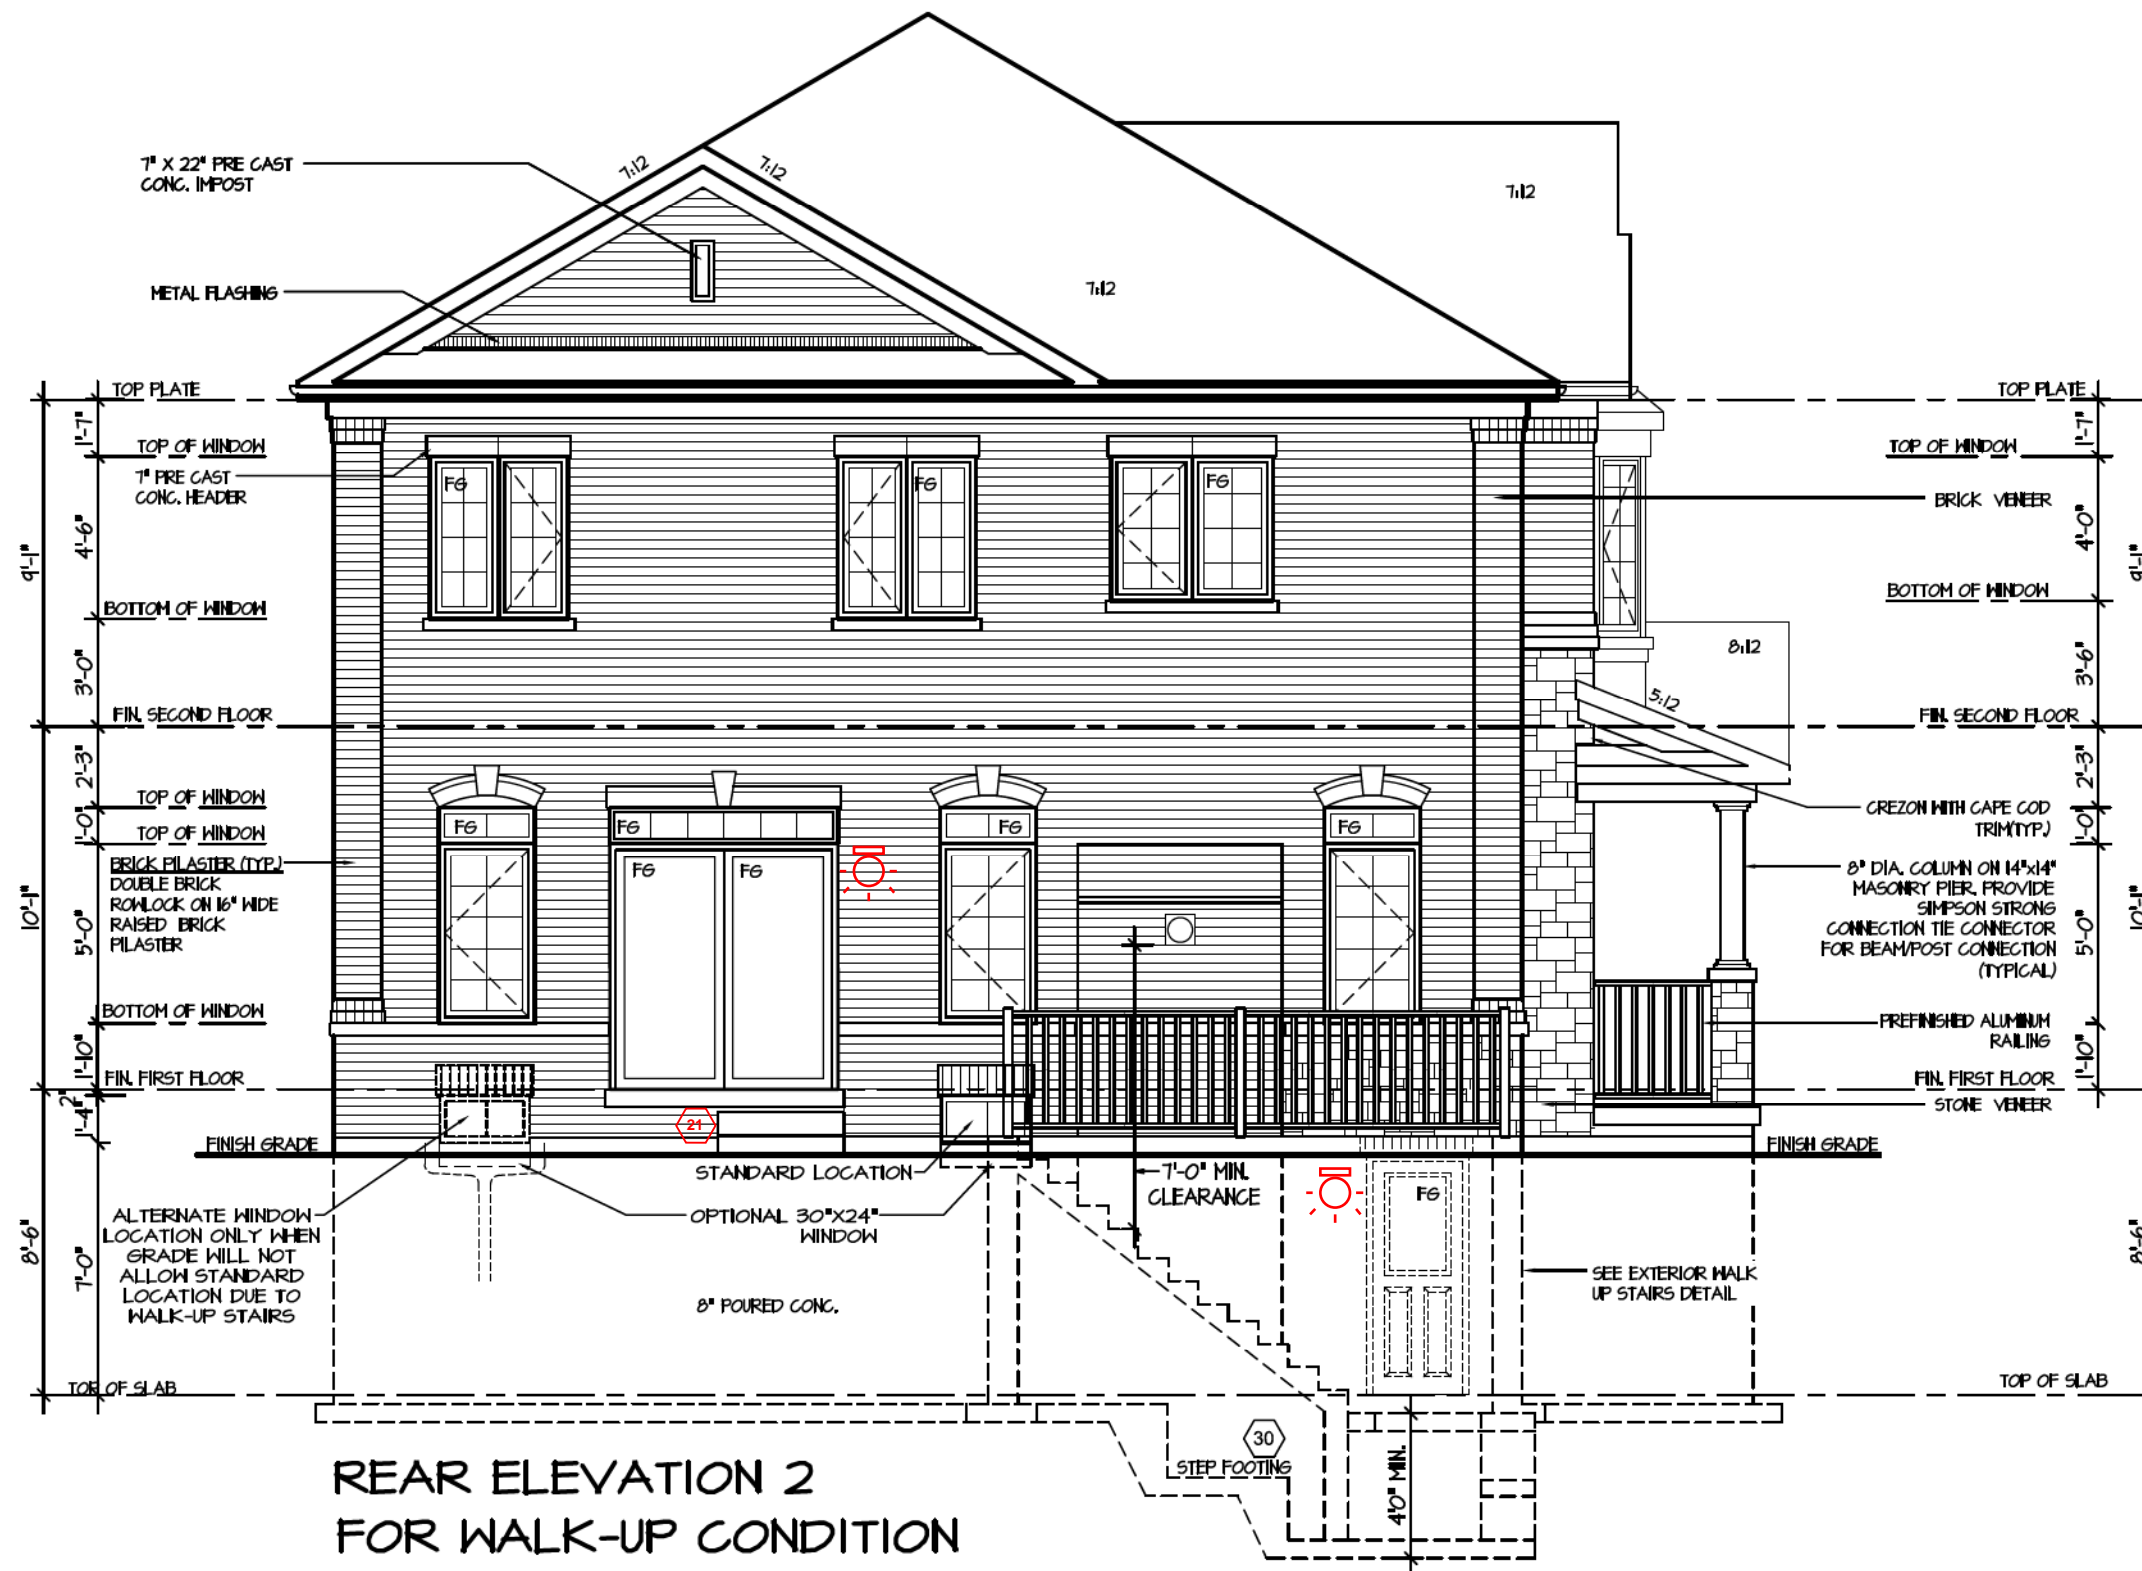 7" X 22" PRE CAST
CONC. IMPOST
METAL FLASHING
7:12
7:12
7:12
7:12
TOP PLATE
TOP OF WINDOW
7" PRE CAST
CONC. HEADER
BOTTOM OF WINDOW
FIN. SECOND FLOOR
TOP OF WINDOW
TOP OF WINDOW
BRICK PILASTER (TYP.)
DOUBLE BRICK
ROWLOCK ON 16" WIDE
RAISED BRICK
PILASTER
BOTTOM OF WINDOW
FIN. FIRST FLOOR
FINISH GRADE
ALTERNATE WINDOW
LOCATION ONLY WHEN
GRADE WILL NOT
ALLOW STANDARD
LOCATION DUE TO
WALK-UP STAIRS
TOP OF SLAB
9'-1"
10'-1"
8'-6"
1'-7"
4'-6"
3'-0"
2'-3"
1'-0"
5'-0"
1'-10"
2"
1'-4"
7'-0"
FG
FG
FG
FG
FG
FG
FG
FG
FG
FG
21
STANDARD LOCATION
OPTIONAL 30"X24"
WINDOW
8" POURED CONC.
7'-0" MIN.
CLEARANCE
30
STEP FOOTING
4'0" MIN.
TOP PLATE
TOP OF WINDOW
BRICK VENEER
BOTTOM OF WINDOW
8:12
5:12
FIN. SECOND FLOOR
CREZON WITH CAPE COD
TRIM(TYP.)
8" DIA. COLUMN ON 14"x14"
MASONRY PIER. PROVIDE
SIMPSON STRONG
CONNECTION TIE CONNECTOR
FOR BEAM/POST CONNECTION
(TYPICAL)
PREFINISHED ALUMINUM
RAILING
FIN. FIRST FLOOR
STONE VENEER
FINISH GRADE
SEE EXTERIOR WALK
UP STAIRS DETAIL
TOP OF SLAB
1'-7"
4'-0"
3'-6"
2'-3"
1'-0"
5'-0"
1'-10"
9'-1"
10'-1"
8'-6"
REAR ELEVATION 2
FOR WALK-UP CONDITION